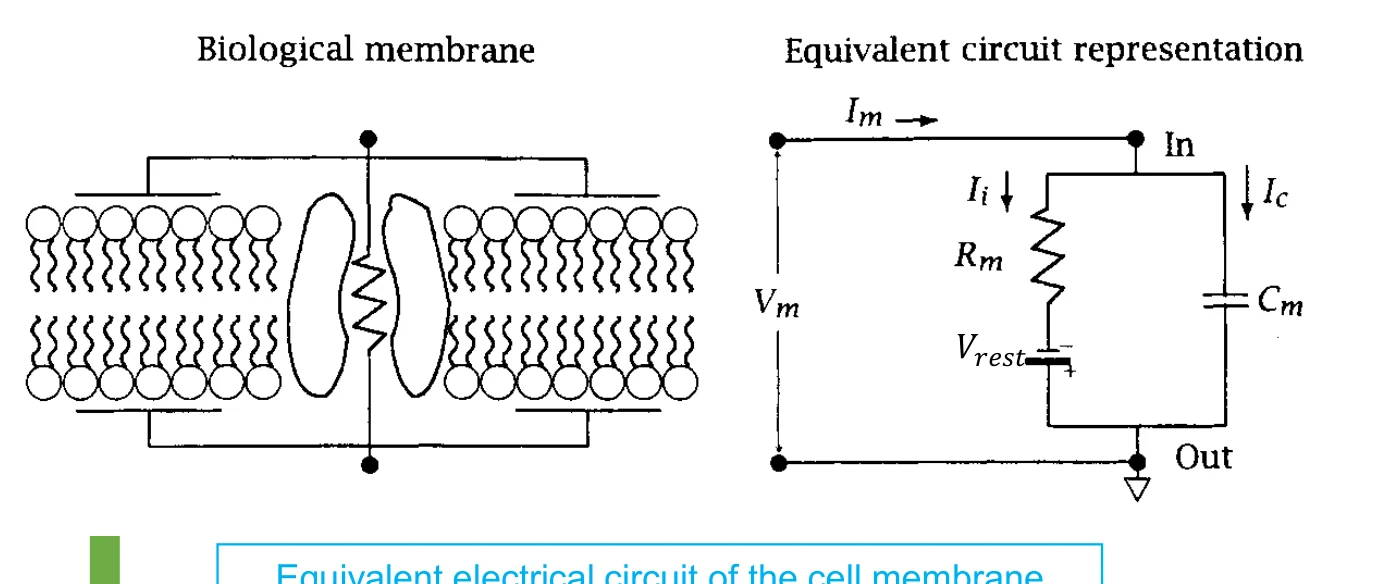 Biological membrane
Equivalent circuit representation
Im
In
Ii
Ic
Rm
Vm
Cm
Vrest
−
+
Out
Equivalent electrical circuit of the cell membrane